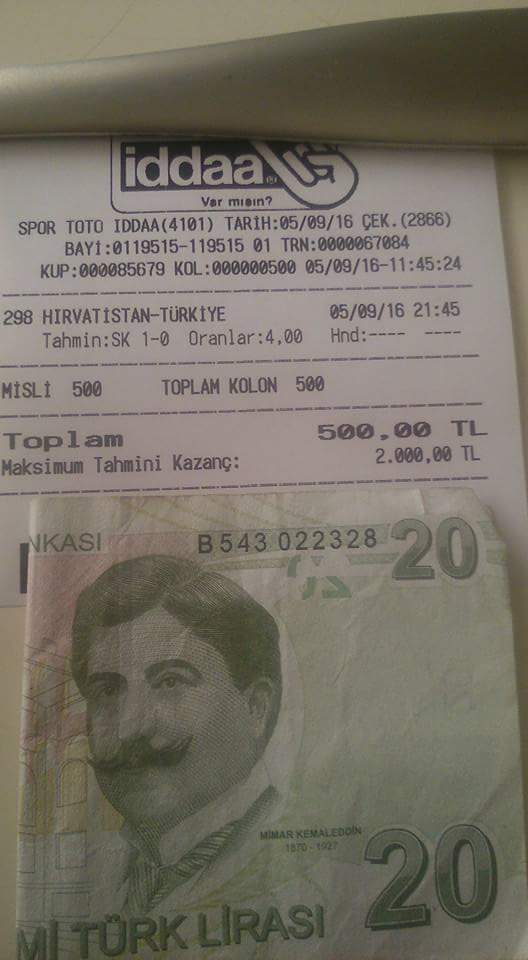 iddaa®
Var mısın?
SPOR TOTO IDDAA(4101) TARİH:05/09/16 ÇEK.(2866)
BAYİ:0119515-119515 01 TRN:0000067084
KUP:000085679 KOL:000000500 05/09/16-11:45:24
298 HIRVATİSTAN-TÜRKİYE 05/09/16 21:45
Tahmin:SK 1-0 Oranlar:4,00 Hnd:---- ----
MİSLİ 500 TOPLAM KOLON 500
Toplam 500,00 TL
Maksimum Tahmini Kazanç: 2.000,00 TL
NKASI B543 022328 20
MİMAR KEMALEDDİN
1870 - 1927
Mİ TÜRK LİRASI 20